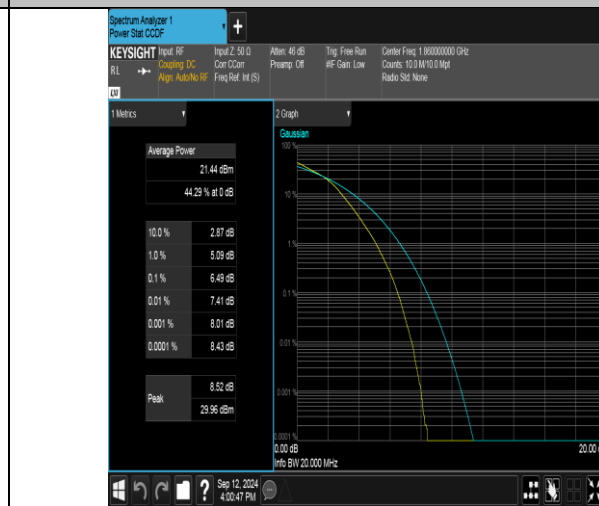 Spectrum Analyzer 1
Power Stat CCDF
+
KEYSIGHT Input: RF Input Z: 50 Ω Atten: 46 dB Trig: Free Run Center Freq: 1.860000000 GHz
RL Coupling: DC Corr CCorr Preamp: Off #IF Gain: Low Counts: 10.0 M/10.0 Mpt
Align: Auto/No RF Freq Ref: Int (S) Radio Std: None
LXI
1 Metrics
2 Graph
Average Power
21.44 dBm
44.29 % at 0 dB
10.0 % 2.87 dB
1.0 % 5.09 dB
0.1 % 6.49 dB
0.01 % 7.41 dB
0.001 % 8.01 dB
0.0001 % 8.43 dB
Peak 8.52 dB
29.96 dBm
Gaussian
100 %
10 %
1 %
0.1 %
0.01 %
0.001 %
0.0001 %
0.00 dB 20.00
Info BW 20.000 MHz
? Sep 12, 2024
4:00:47 PM